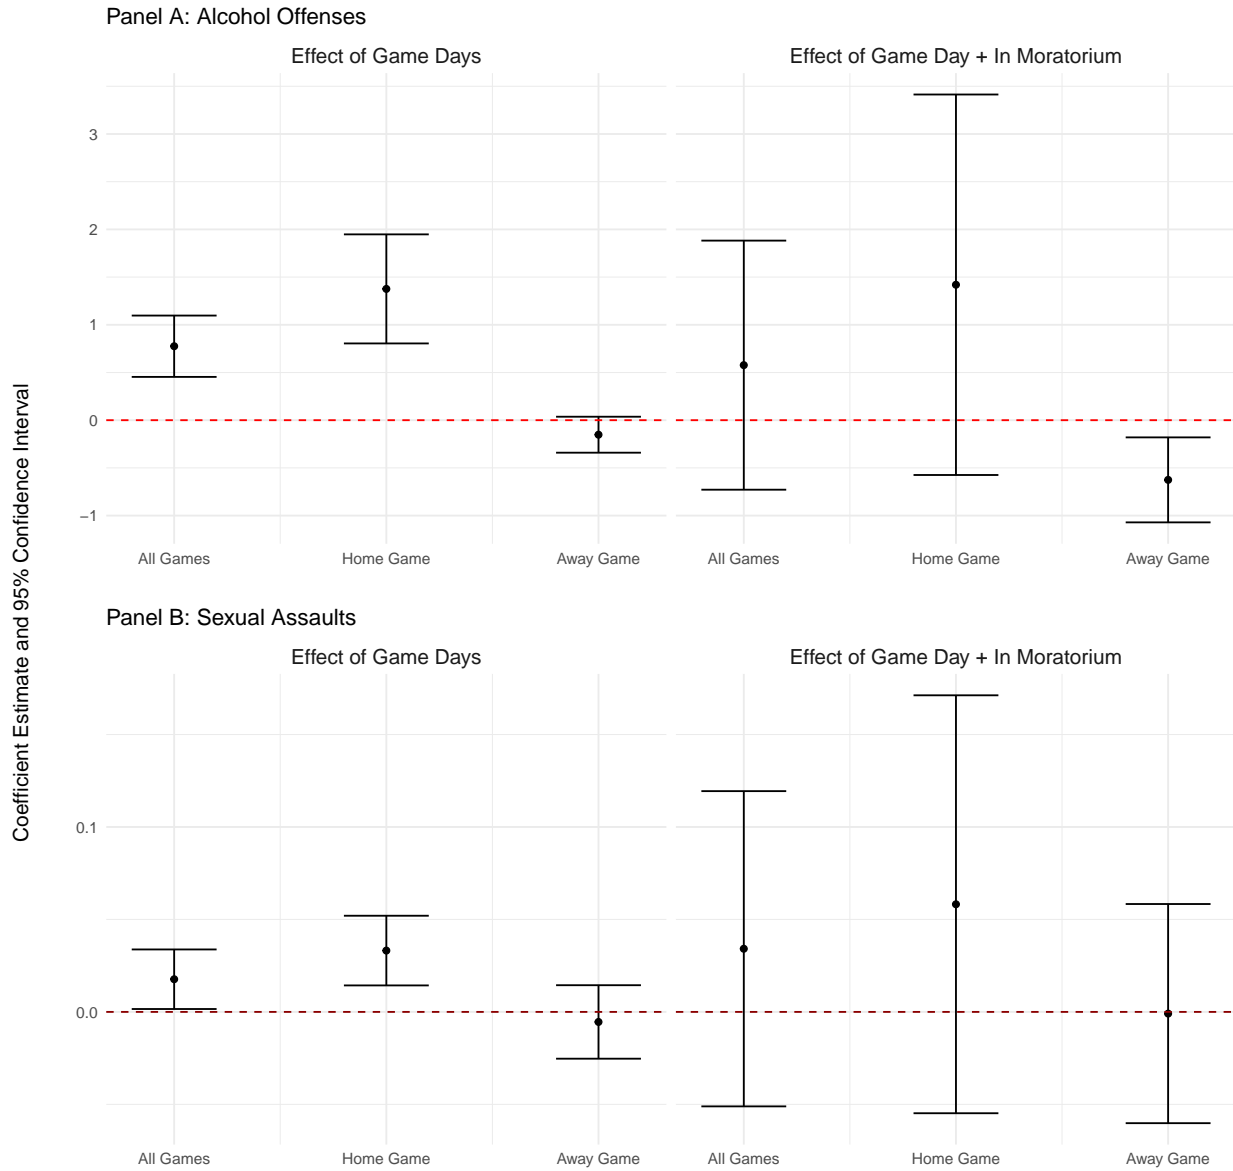 Panel A: Alcohol Offenses
Effect of Game Days
Effect of Game Day + In Moratorium
3
2
1
0
−1
All Games
Home Game
Away Game
All Games
Home Game
Away Game
Coefficient Estimate and 95% Confidence Interval
Panel B: Sexual Assaults
Effect of Game Days
Effect of Game Day + In Moratorium
0.1
0.0
All Games
Home Game
Away Game
All Games
Home Game
Away Game